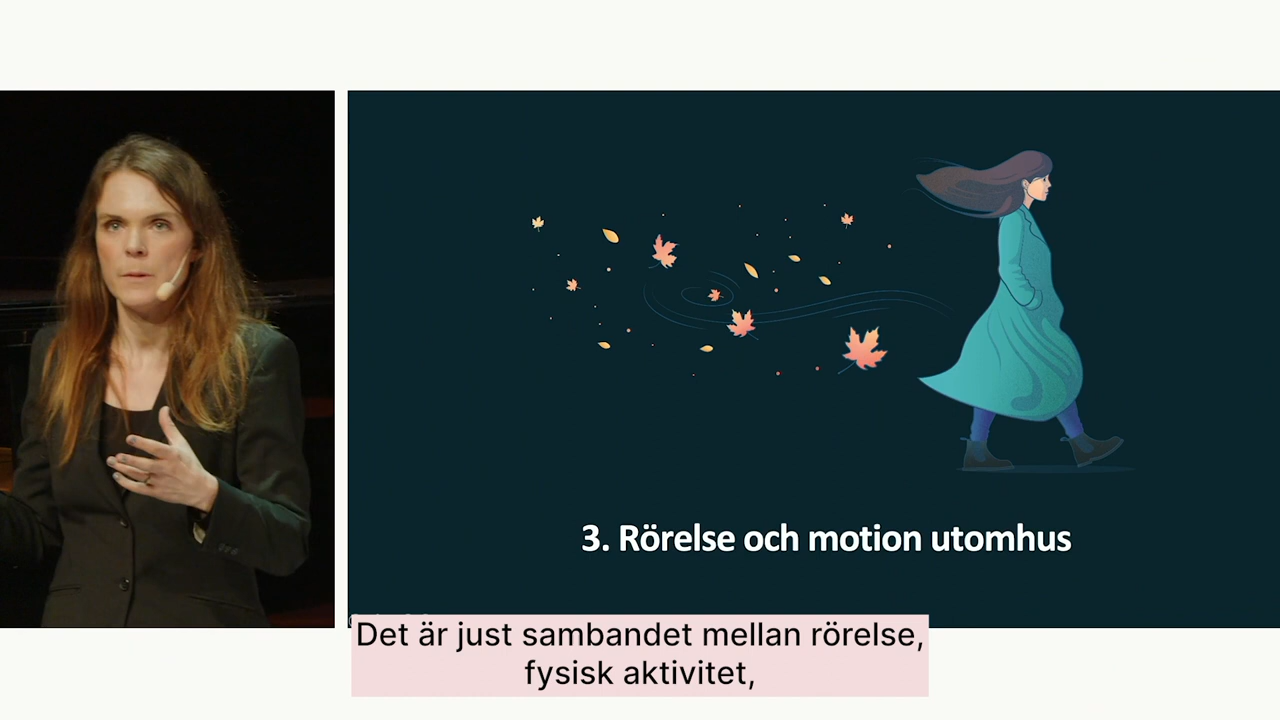 3. Rörelse och motion utomhus
Det är just sambandet mellan rörelse,
fysisk aktivitet,